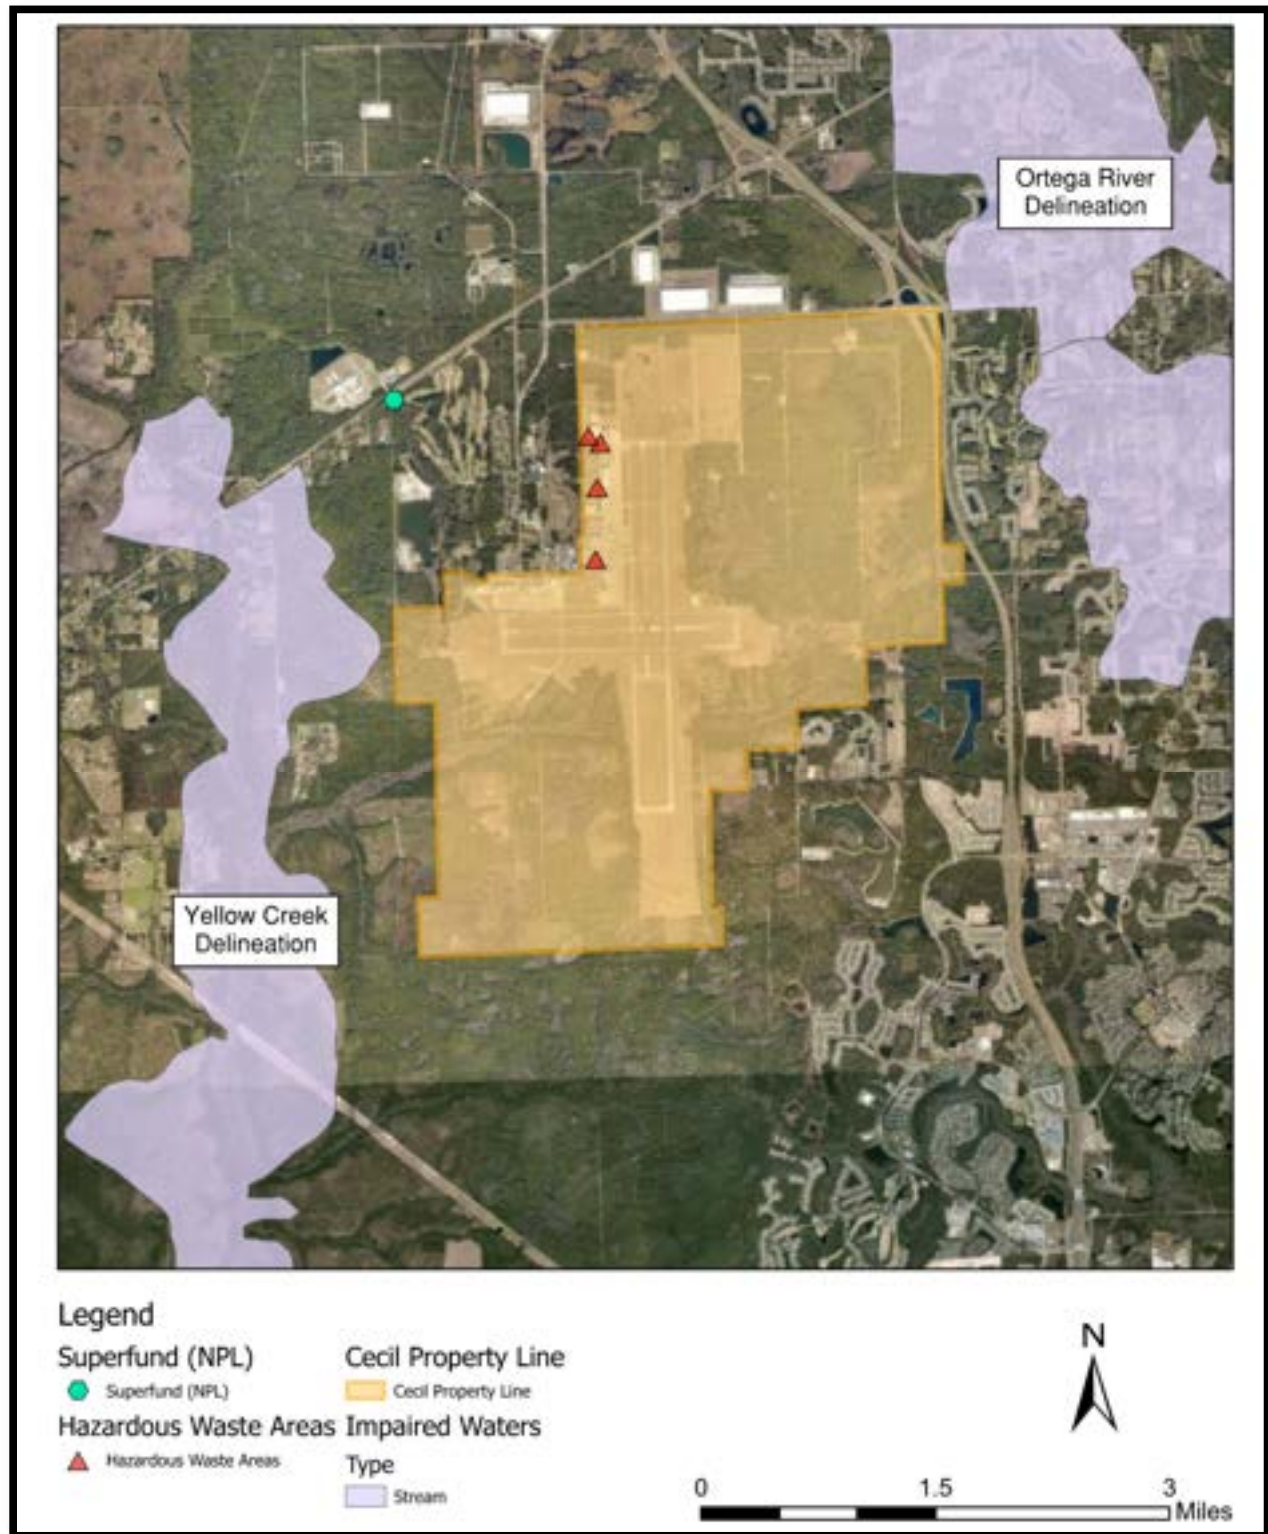 Ortega River
Delineation
Yellow Creek
Delineation
Legend
Superfund (NPL)
Superfund (NPL)
Hazardous Waste Areas
Hazardous Waste Areas
Cecil Property Line
Cecil Property Line
Impaired Waters
Type
Stream
N
0 1.5 3
Miles